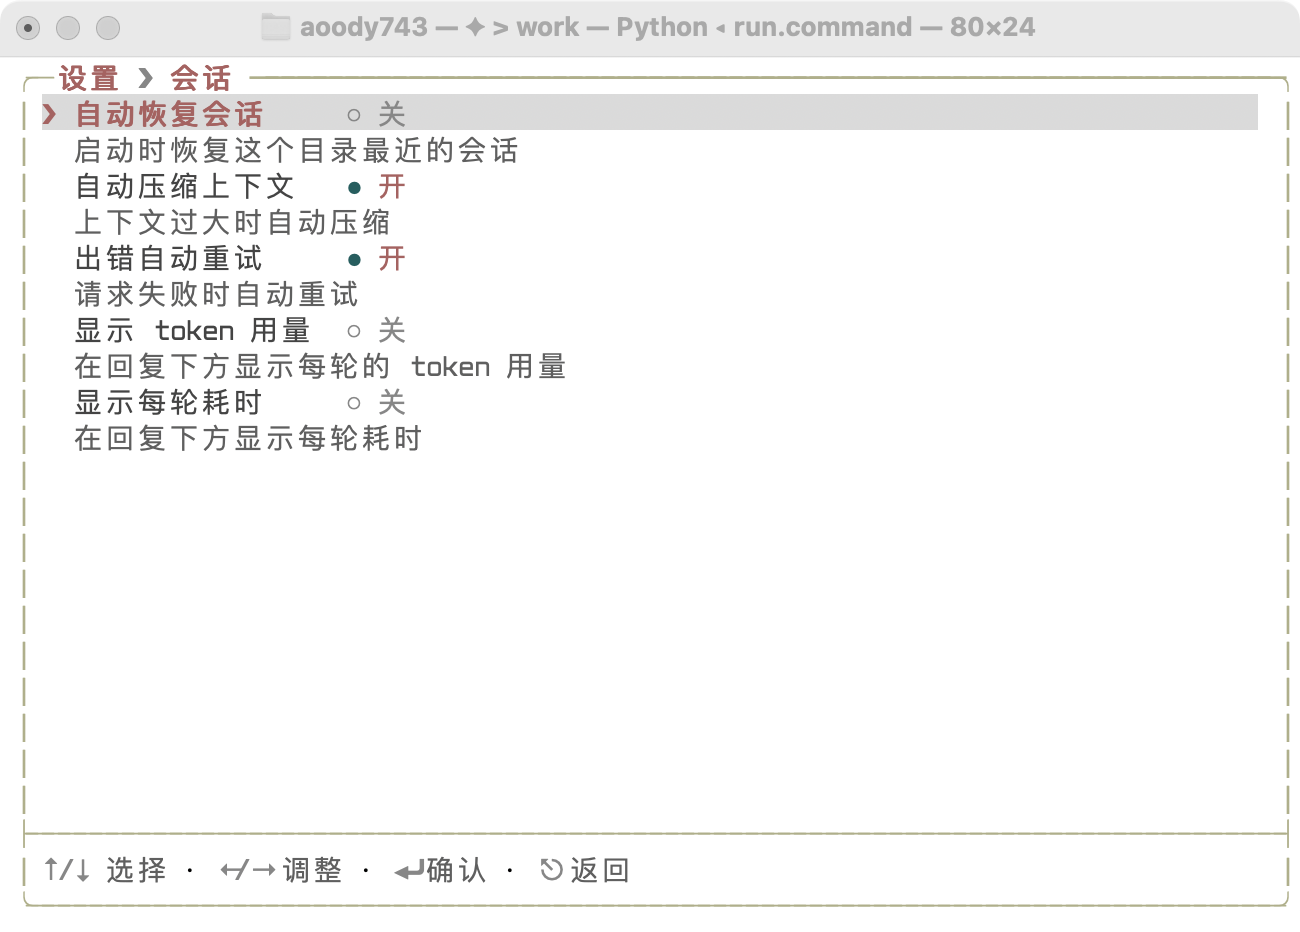 aoody743 — ✦ > work — Python ◂ run.command — 80×24
设置 ❯ 会话
❯ 自动恢复会话 ○ 关
启动时恢复这个目录最近的会话
自动压缩上下文 ● 开
上下文过大时自动压缩
出错自动重试 ● 开
请求失败时自动重试
显示 token 用量 ○ 关
在回复下方显示每轮的 token 用量
显示每轮耗时 ○ 关
在回复下方显示每轮耗时
↑/↓ 选择 · ←/→ 调整 · ↵ 确认 · ⎋ 返回